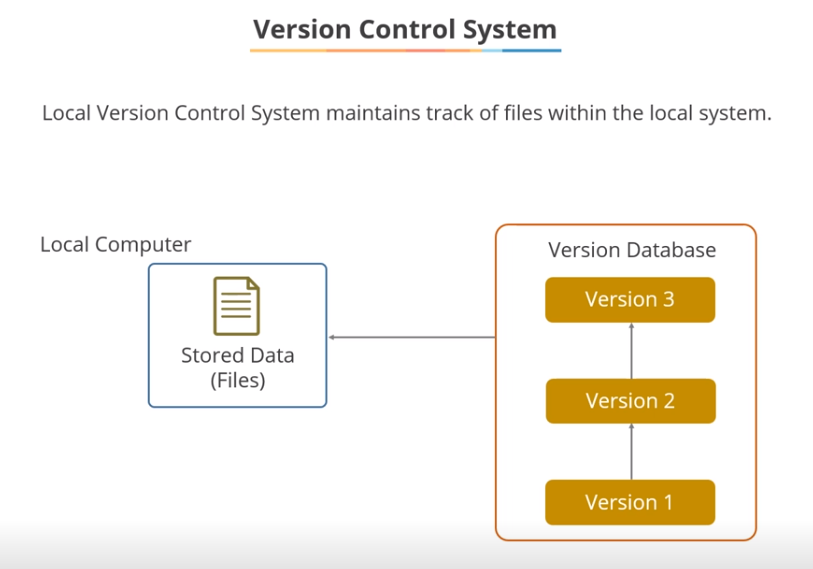 Version Control System
Local Version Control System maintains track of files within the local system.
Local Computer
Stored Data
(Files)
Version Database
Version 3
Version 2
Version 1